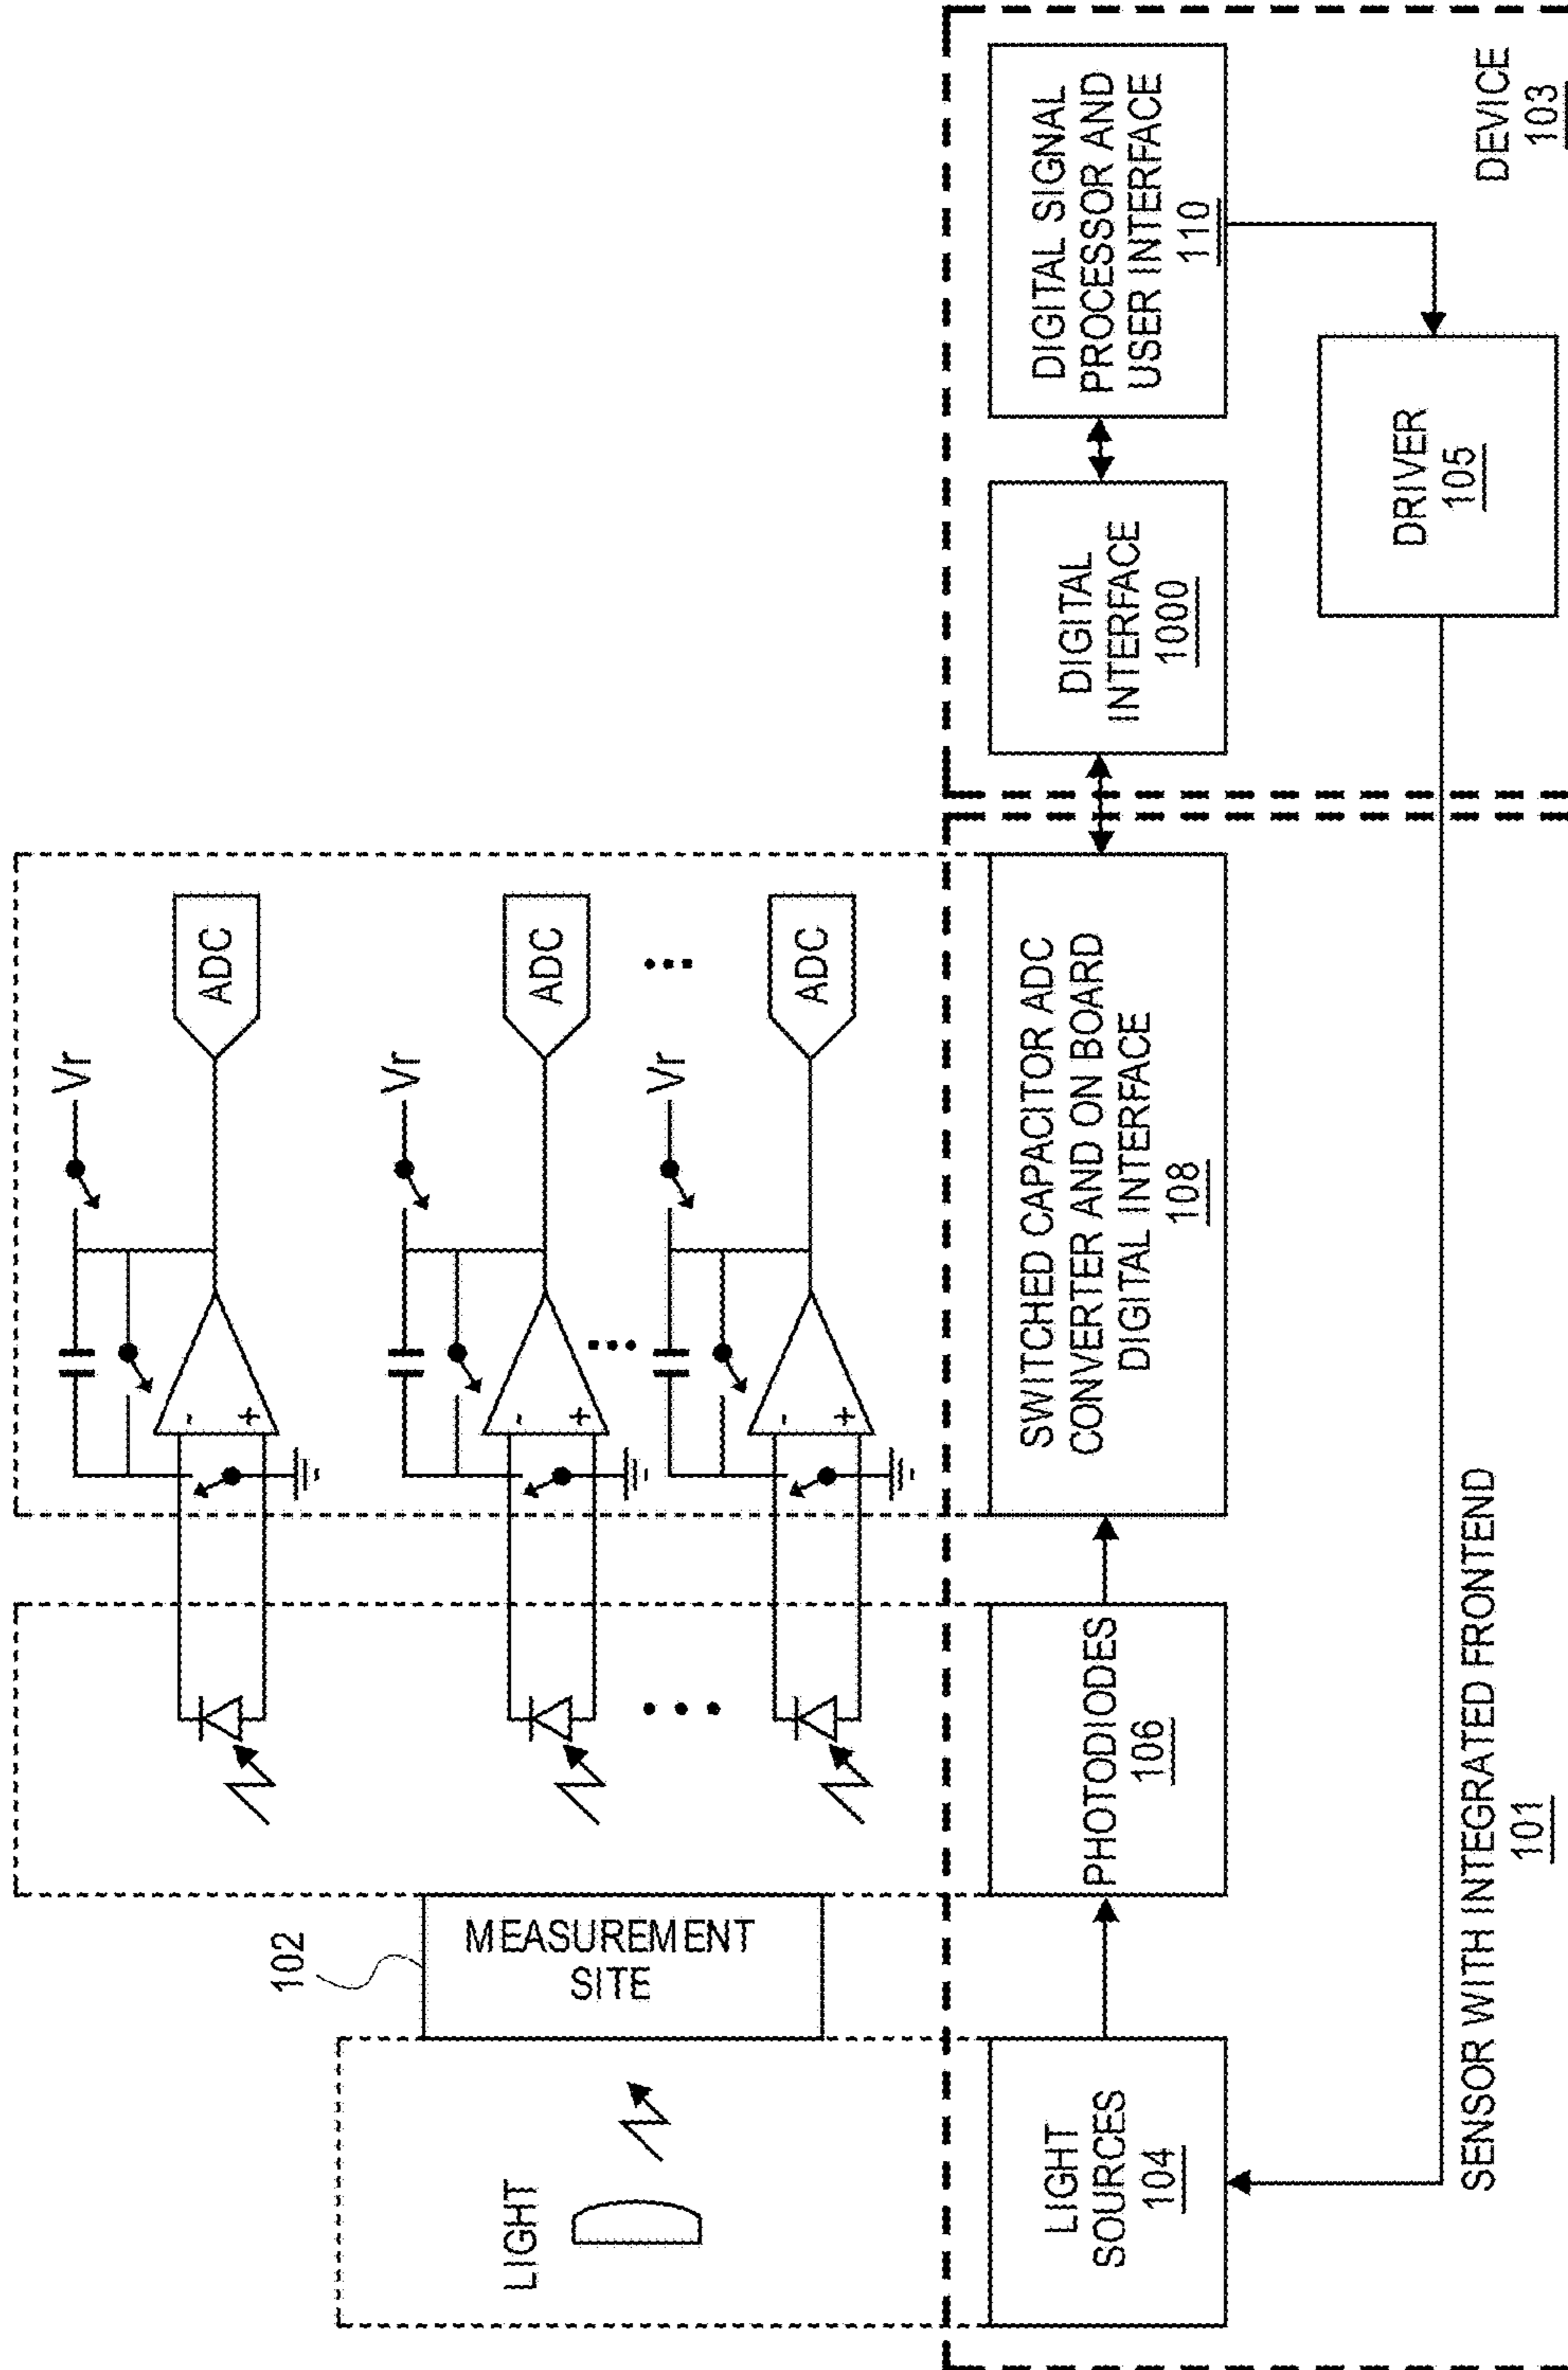 LIGHT
102
MEASUREMENT
SITE
-
+
Vr
ADC
-
+
Vr
ADC
-
+
Vr
ADC
LIGHT
SOURCES
104
PHOTODIODES
106
SWITCHED CAPACITOR ADC
CONVERTER AND ON BOARD
DIGITAL INTERFACE
108
DIGITAL
INTERFACE
1000
DIGITAL SIGNAL
PROCESSOR AND
USER INTERFACE
110
DRIVER
105
SENSOR WITH INTEGRATED FRONTEND
101
DEVICE
103